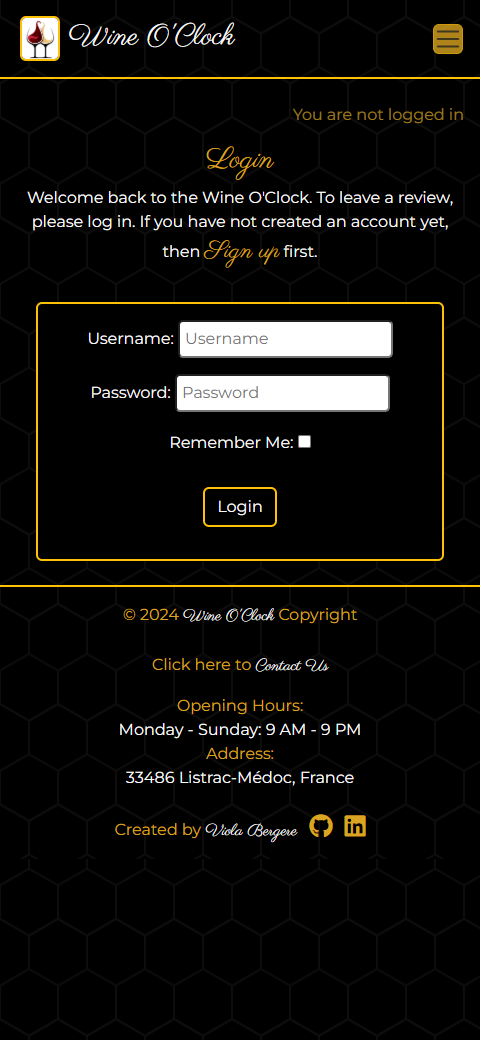 Wine O'Clock
You are not logged in
Login
Welcome back to the Wine O'Clock. To leave a review,
please log in. If you have not created an account yet,
then Sign up first.
Username: Username
Password: Password
Remember Me:
Login
© 2024 Wine O'Clock Copyright
Click here to Contact Us
Opening Hours:
Monday - Sunday: 9 AM - 9 PM
Address:
33486 Listrac-Médoc, France
Created by Viola Bergere